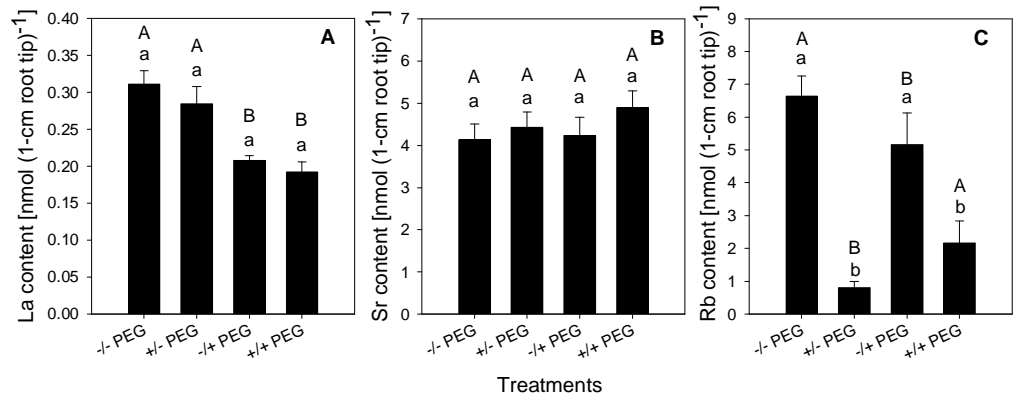 A
La content [nmol (1-cm root tip)⁻¹
0.40
0.35
0.30
0.25
0.20
0.15
0.10
0.05
0.00
A A B B
a a a a
-/- PEG +/- PEG -/+ PEG +/+ PEG
B
Sr content [nmol (1-cm root tip)⁻¹
7
6
5
4
3
2
1
0
A A A A
a a a a
-/- PEG +/- PEG -/+ PEG +/+ PEG
C
Rb content [nmol (1-cm root tip)⁻¹
9
8
7
6
5
4
3
2
1
0
A B B A
a b a b
-/- PEG +/- PEG -/+ PEG +/+ PEG
Treatments